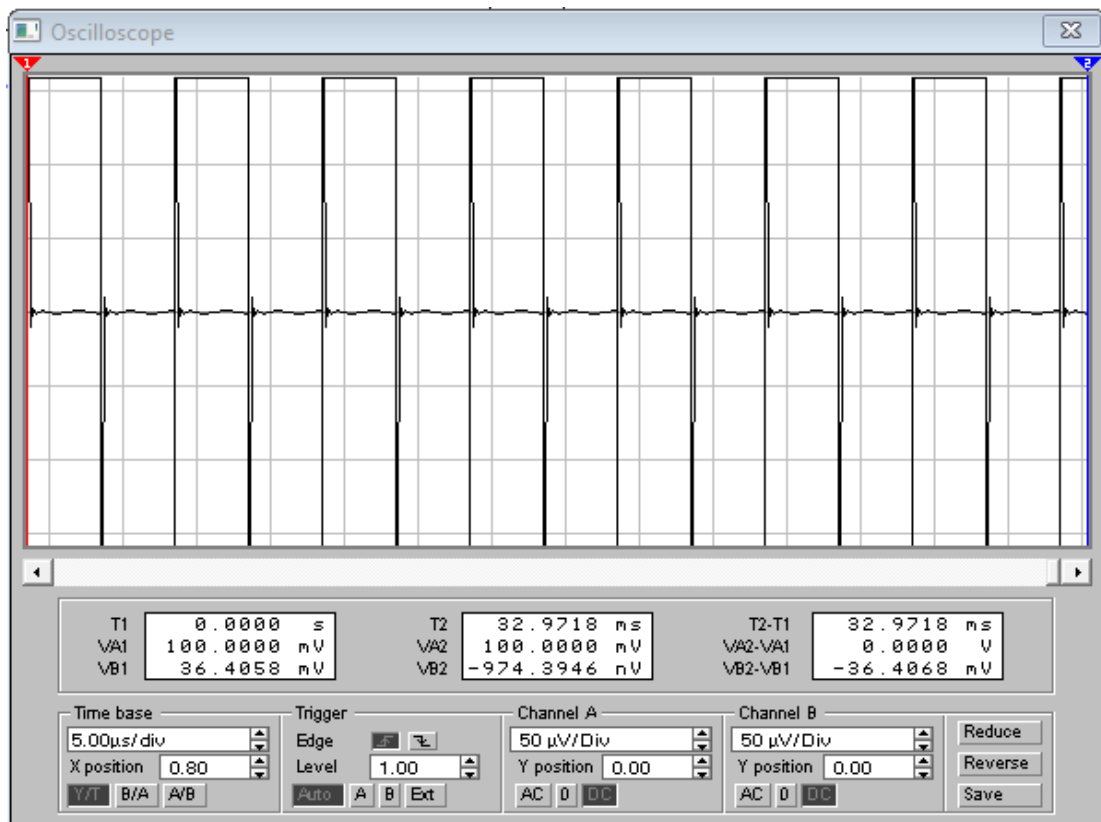 Oscilloscope
1 2
T1 0.0000 s T2 32.9718 ms T2-T1 32.9718 ms
VA1 100.0000 mV VA2 100.0000 mV VA2-VA1 0.0000 V
VB1 36.4058 mV VB2 -974.3946 nV VB2-VB1 -36.4068 mV
Time base Trigger Channel A Channel B
5.00µs/div Edge 50 µV/Div 50 µV/Div Reduce
X position 0.80 Level 1.00 Y position 0.00 Y position 0.00 Reverse
Y/T B/A A/B Auto A B Ext AC 0 DC AC 0 DC Save